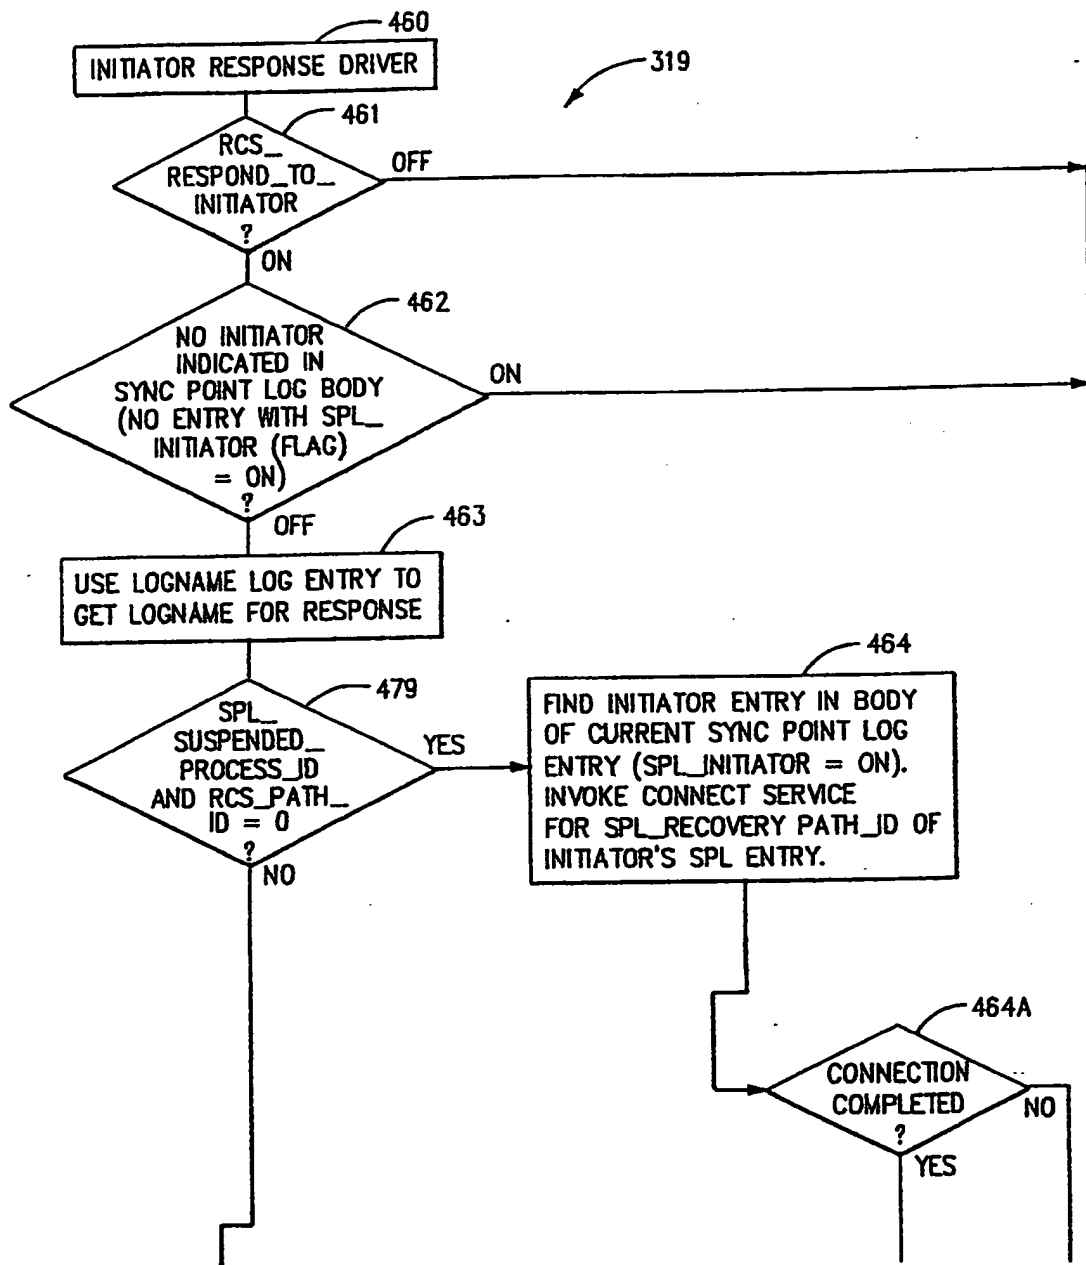 460
INITIATOR RESPONSE DRIVER
319
461
RCS_
RESPOND_TO_
INITIATOR
?
OFF
ON
462
NO INITIATOR
INDICATED IN
SYNC POINT LOG BODY
(NO ENTRY WITH SPL_
INITIATOR (FLAG)
= ON)
?
ON
OFF
463
USE LOGNAME LOG ENTRY TO
GET LOGNAME FOR RESPONSE
479
SPL_
SUSPENDED_
PROCESS_ID
AND RCS_PATH_
ID = 0
?
YES
NO
464
FIND INITIATOR ENTRY IN BODY
OF CURRENT SYNC POINT LOG
ENTRY (SPL_INITIATOR = ON).
INVOKE CONNECT SERVICE
FOR SPL_RECOVERY PATH_ID OF
INITIATOR'S SPL ENTRY.
464A
CONNECTION
COMPLETED
?
NO
YES